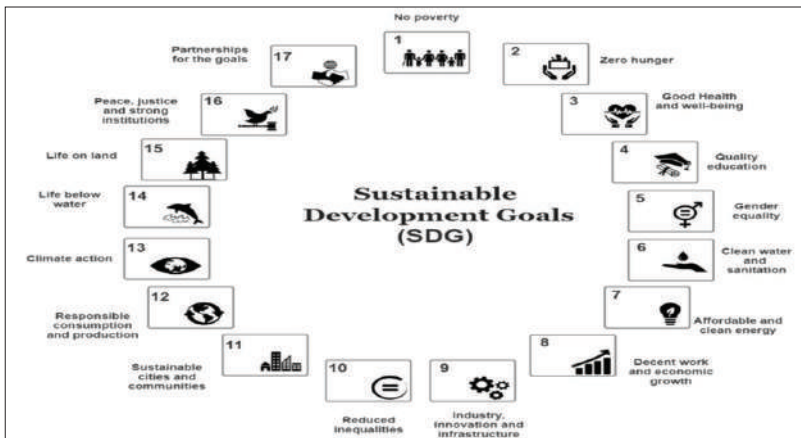 No poverty
1
2
Zero hunger
3
Good Health
and well-being
4
Quality
education
5
Gender
equality
6
Clean water
and
sanitation
7
Affordable and
clean energy
8
Decent work
and economic
growth
9
Industry,
innovation and
infrastructure
10
Reduced
inequalities
11
Sustainable
cities and
communities
12
Responsible
consumption
and production
13
Climate action
14
Life below
water
15
Life on land
16
Peace, justice
and strong
institutions
17
Partnerships
for the goals
Sustainable
Development Goals
(SDG)